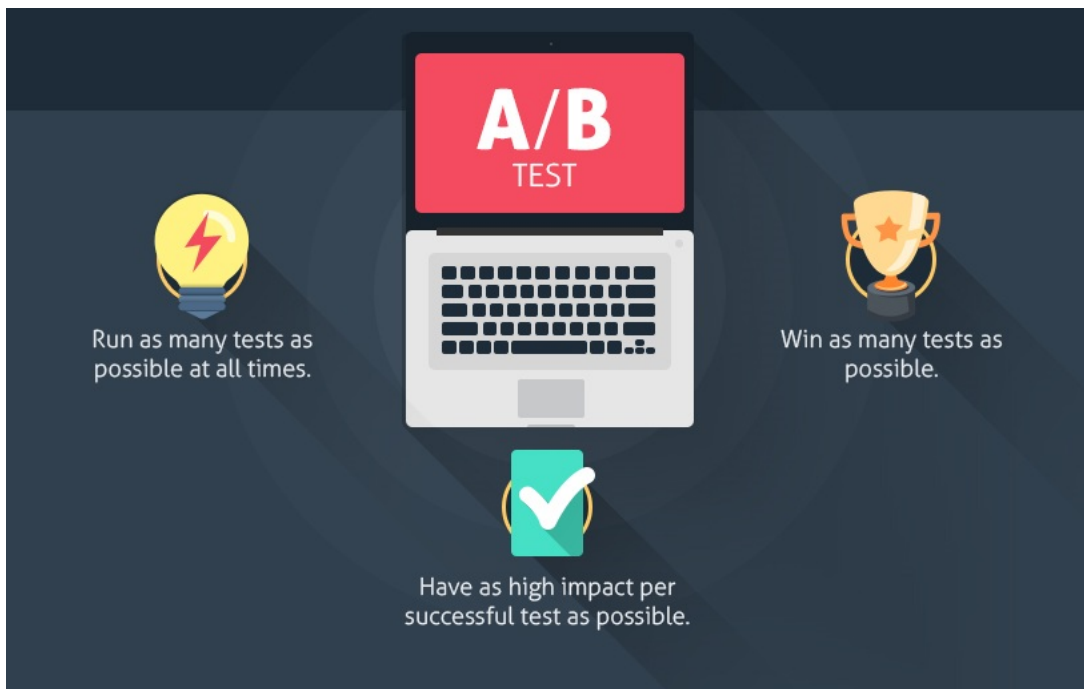 A/B
TEST
Run as many tests as
possible at all times.
Win as many tests as
possible.
Have as high impact per
successful test as possible.